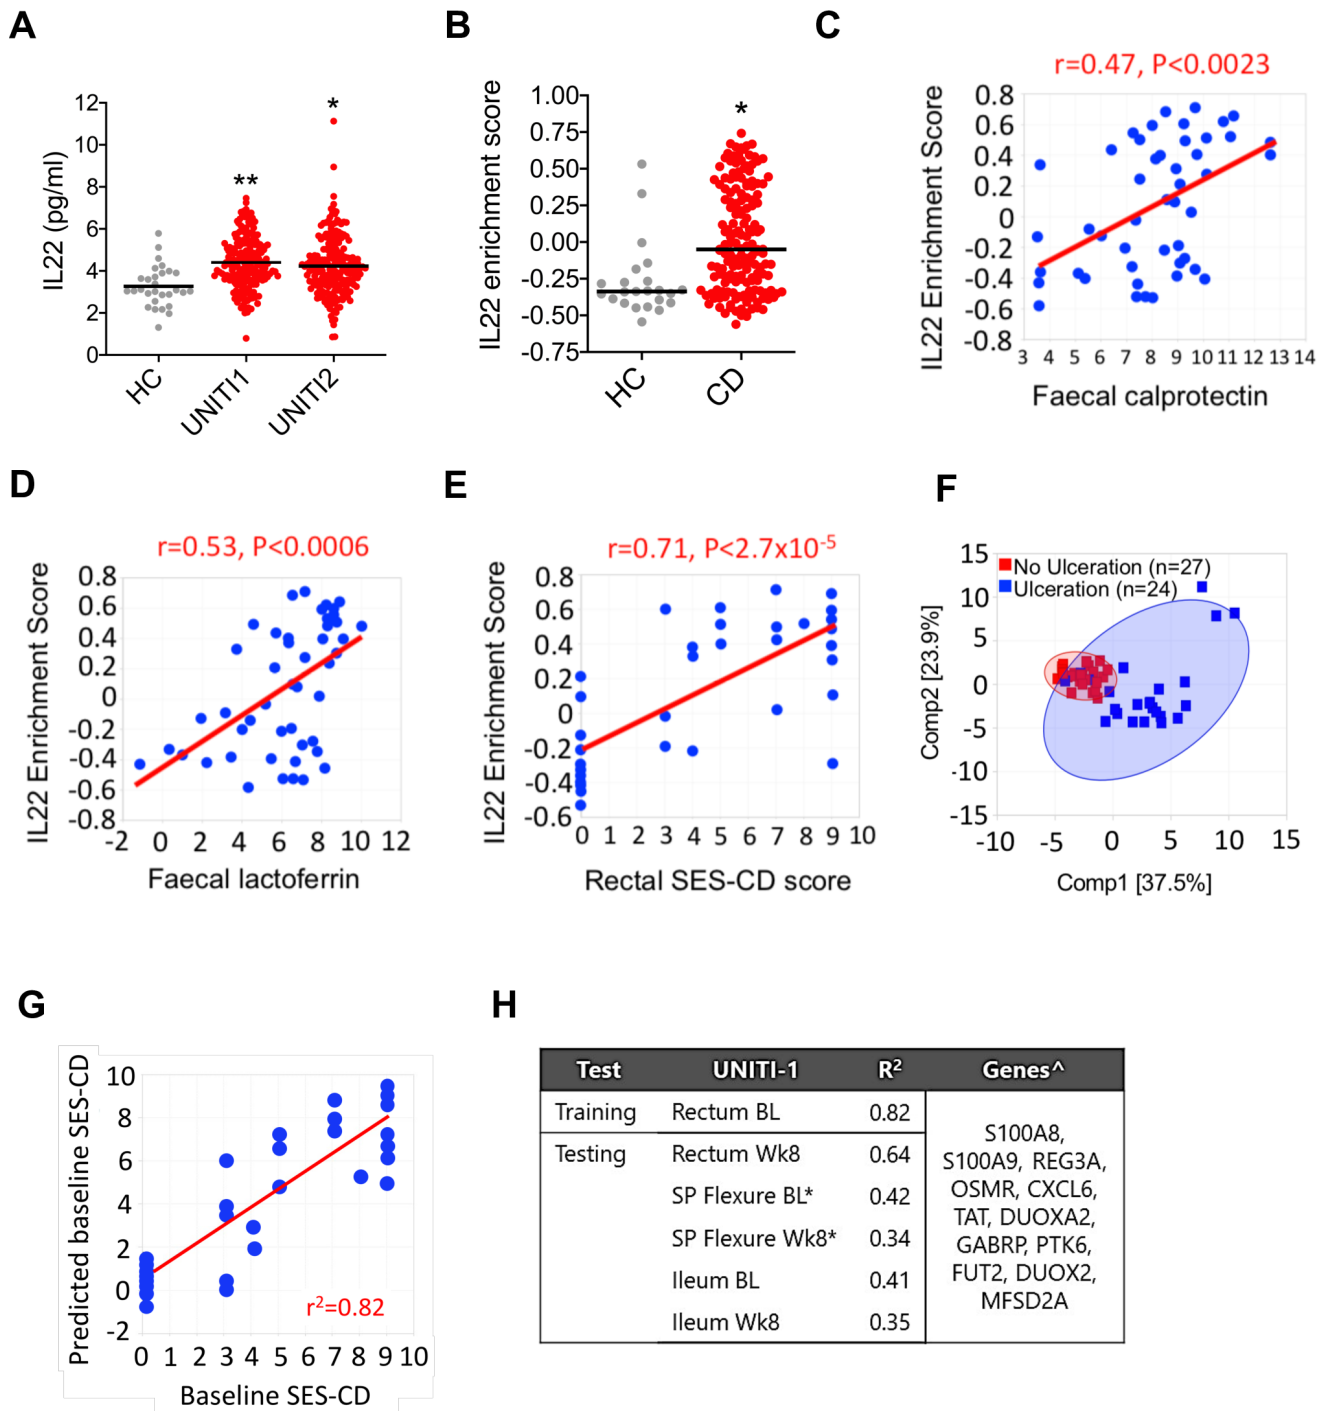 A
12
10
8
6
4
2
0
IL22 (pg/ml)
**
*
HC
UNITI1
UNITI2
B
1.00
0.75
0.50
0.25
0.00
-0.25
-0.50
-0.75
IL22 enrichment score
*
HC
CD
C
r=0.47, P<0.0023
0.8
0.6
0.4
0.2
0
-0.2
-0.4
-0.6
-0.8
IL22 Enrichment Score
3 4 5 6 7 8 9 10 11 12 13 14
Faecal calprotectin
D
r=0.53, P<0.0006
0.8
0.6
0.4
0.2
0
-0.2
-0.4
-0.6
-0.8
IL22 Enrichment Score
-2 0 2 4 6 8 10 12
Faecal lactoferrin
E
r=0.71, P<2.7x10⁻⁵
0.8
0.6
0.4
0.2
0
-0.2
-0.4
-0.6
IL22 Enrichment Score
0 1 2 3 4 5 6 7 8 9 10
Rectal SES-CD score
F
15
10
5
0
-5
-10
-15
Comp2 [23.9%]
No Ulceration (n=27)
Ulceration (n=24)
-10 -5 0 5 10 15
Comp1 [37.5%]
G
10
8
6
4
2
0
-2
Predicted baseline SES-CD
r²=0.82
0 1 2 3 4 5 6 7 8 9 10
Baseline SES-CD
H
Test UNITI-1 R² Genes^
Training Rectum BL 0.82
Testing Rectum Wk8 0.64
SP Flexure BL* 0.42
SP Flexure Wk8* 0.34
Ileum BL 0.41
Ileum Wk8 0.35
S100A8,
S100A9, REG3A,
OSMR, CXCL6,
TAT, DUOXA2,
GABRP, PTK6,
FUT2, DUOX2,
MFSD2A